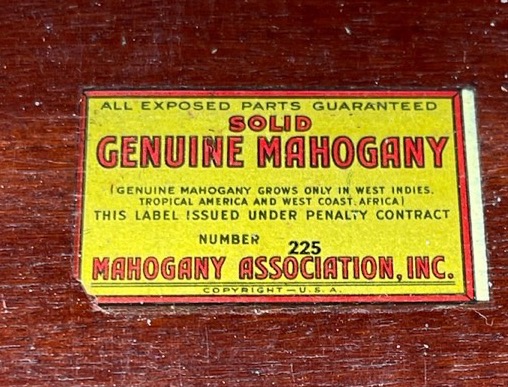 ALL EXPOSED PARTS GUARANTEED
SOLID
GENUINE MAHOGANY
(GENUINE MAHOGANY GROWS ONLY IN WEST INDIES,
TROPICAL AMERICA AND WEST COAST, AFRICA)
THIS LABEL ISSUED UNDER PENALTY CONTRACT
NUMBER 225
MAHOGANY ASSOCIATION, INC.
COPYRIGHT—U.S.A.